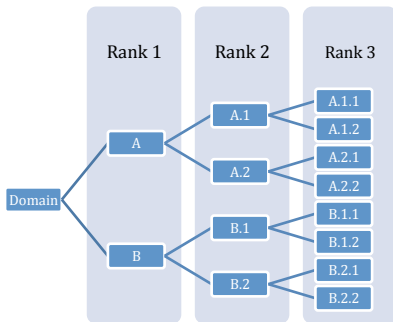 Rank 1 Rank 2 Rank 3
A.1.1
A.1
A.1.2
A
A.2.1
A.2
A.2.2
Domain
B.1.1
B.1
B.1.2
B
B.2.1
B.2
B.2.2